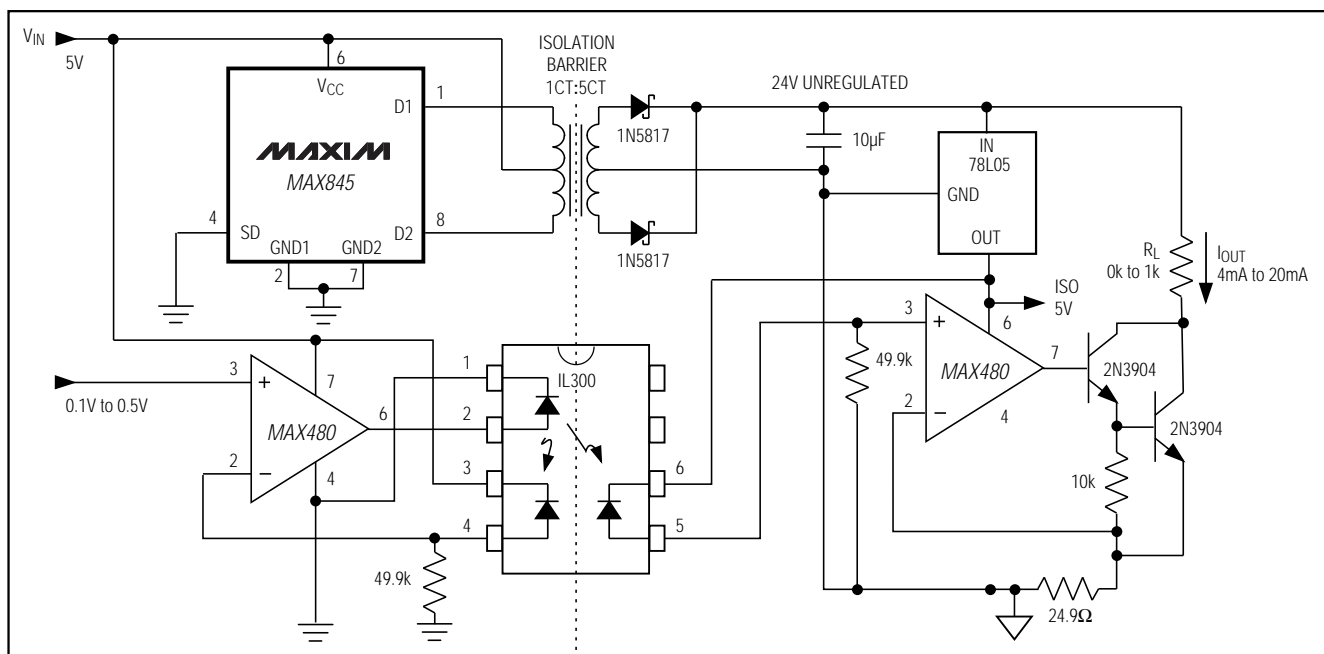 VIN
5V
6
VCC
D1
1
MAXIM
MAX845
4
SD
GND1
GND2
D2
8
2
7
ISOLATION
BARRIER
1CT:5CT
1N5817
1N5817
24V UNREGULATED
10µF
IN
78L05
GND
OUT
RL
0k to 1k
IOUT
4mA to 20mA
ISO
5V
0.1V to 0.5V
3
+
7
MAX480
6
2
–
4
49.9k
1
2
3
4
IL300
6
5
49.9k
3
+
6
MAX480
7
2
–
4
2N3904
2N3904
10k
24.9Ω